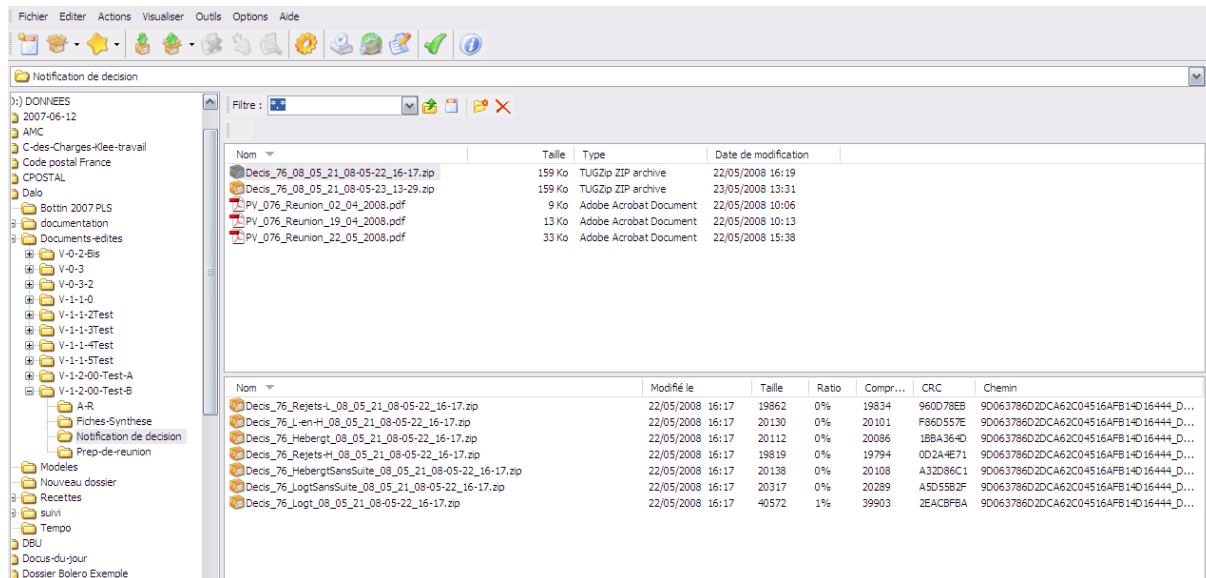 Fichier Editer Actions Visualiser Outils Options Aide
Notification de decision
):) DONNEES
2007-06-12
AMC
C-des-Charges-Klee-travail
Code postal France
CPOSTAL
Dalo
Bottin 2007 PLS
documentation
Documents-edites
V-0-2-Bis
V-0-3
V-0-3-2
V-1-1-0
V-1-1-2Test
V-1-1-3Test
V-1-1-4Test
V-1-1-5Test
V-1-2-00-Test-A
V-1-2-00-Test-B
A-R
Fiches-Synthese
Notification de decision
Prep-de-reunion
Modeles
Nouveau dossier
Recettes
suivi
Tempo
DBU
Docus-du-jour
Dossier Bolero Exemple
Filtre : *.*
Nom Taille Type Date de modification
Decis_76_08_05_21_08-05-22_16-17.zip 159 Ko TUGZip ZIP archive 22/05/2008 16:19
Decis_76_08_05_21_08-05-23_13-29.zip 159 Ko TUGZip ZIP archive 23/05/2008 13:31
PV_076_Reunion_02_04_2008.pdf 9 Ko Adobe Acrobat Document 22/05/2008 10:06
PV_076_Reunion_19_04_2008.pdf 13 Ko Adobe Acrobat Document 22/05/2008 10:13
PV_076_Reunion_22_05_2008.pdf 33 Ko Adobe Acrobat Document 22/05/2008 15:38
Nom Modifié le Taille Ratio Compr... CRC Chemin
Decis_76_Rejets-L_08_05_21_08-05-22_16-17.zip 22/05/2008 16:17 19862 0% 19834 960D78EB 9D063786D2DCA62C04516AFB14D16444_D...
Decis_76_L-en-H_08_05_21_08-05-22_16-17.zip 22/05/2008 16:17 20130 0% 20101 F86D557E 9D063786D2DCA62C04516AFB14D16444_D...
Decis_76_Hebergt_08_05_21_08-05-22_16-17.zip 22/05/2008 16:17 20112 0% 20086 1BBA364D 9D063786D2DCA62C04516AFB14D16444_D...
Decis_76_Rejets-H_08_05_21_08-05-22_16-17.zip 22/05/2008 16:17 19819 0% 19794 0D2A4E71 9D063786D2DCA62C04516AFB14D16444_D...
Decis_76_HebergtSansSuite_08_05_21_08-05-22_16-17.zip 22/05/2008 16:17 20138 0% 20108 A32D86C1 9D063786D2DCA62C04516AFB14D16444_D...
Decis_76_LogtSansSuite_08_05_21_08-05-22_16-17.zip 22/05/2008 16:17 20317 0% 20289 A5D55B2F 9D063786D2DCA62C04516AFB14D16444_D...
Decis_76_Logt_08_05_21_08-05-22_16-17.zip 22/05/2008 16:17 40572 1% 39903 2EACBFBA 9D063786D2DCA62C04516AFB14D16444_D...